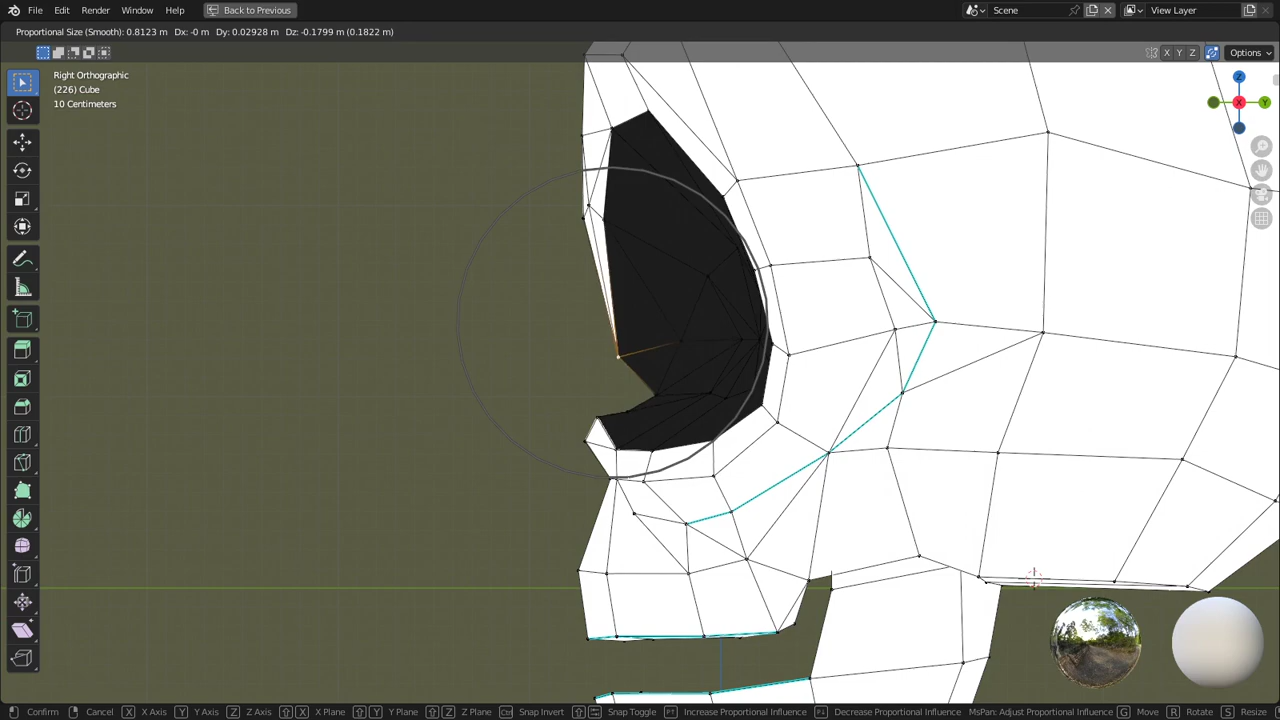 File Edit Render Window Help Back to Previous Scene View Layer
Proportional Size (Smooth): 0.8123 m Dx: -0 m Dy: 0.02928 m Dz: -0.1799 m (0.1822 m)
X Y Z Options
Right Orthographic
(226) Cube
10 Centimeters
Z
X
Y
Confirm Cancel X X Axis Y Y Axis Z Z Axis X X Plane Y Y Plane Z Z Plane Ctrl Snap Invert Snap Toggle Increase Proportional Influence Decrease Proportional Influence MsPan: Adjust Proportional Influence G Move R Rotate S Resize